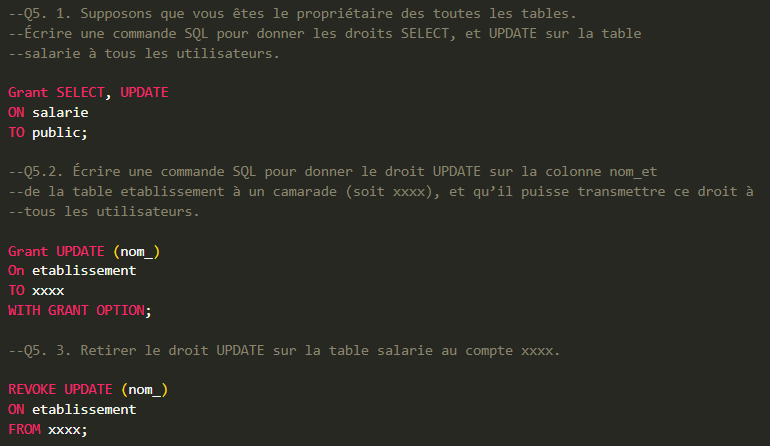 --Q5. 1. Supposons que vous êtes le propriétaire des toutes les tables.
--Écrire une commande SQL pour donner les droits SELECT, et UPDATE sur la table
--salarie à tous les utilisateurs.
Grant SELECT, UPDATE
ON salarie
TO public;
--Q5.2. Écrire une commande SQL pour donner le droit UPDATE sur la colonne nom_et
--de la table etablissement à un camarade (soit xxxx), et qu’il puisse transmettre ce droit à
--tous les utilisateurs.
Grant UPDATE (nom_)
On etablissement
TO xxxx
WITH GRANT OPTION;
--Q5. 3. Retirer le droit UPDATE sur la table salarie au compte xxxx.
REVOKE UPDATE (nom_)
ON etablissement
FROM xxxx;